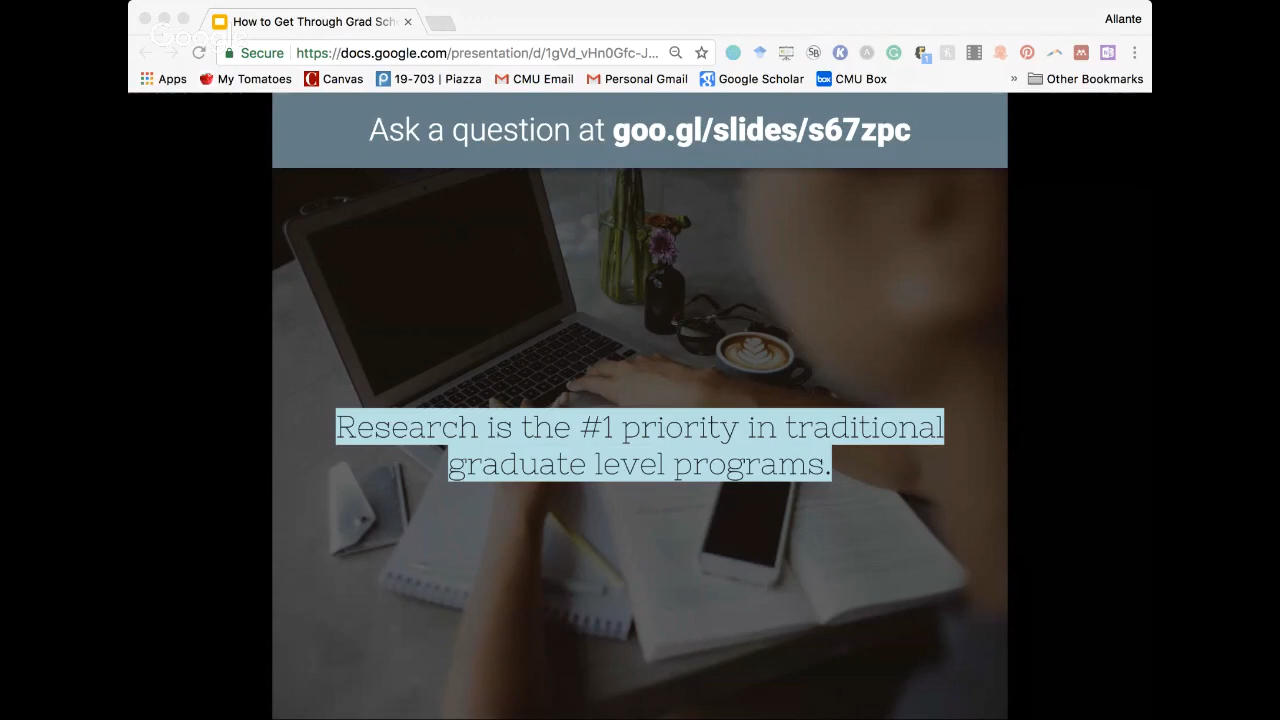 How to Get Through Grad Sch
Allante
Google
Secure https://docs.google.com/presentation/d/1gVd_vHn0Gfc-J...
Apps My Tomatoes Canvas 19-703 | Piazza CMU Email Personal Gmail Google Scholar box CMU Box » Other Bookmarks
Ask a question at goo.gl/slides/s67zpc
Research is the #1 priority in traditional
graduate level programs.